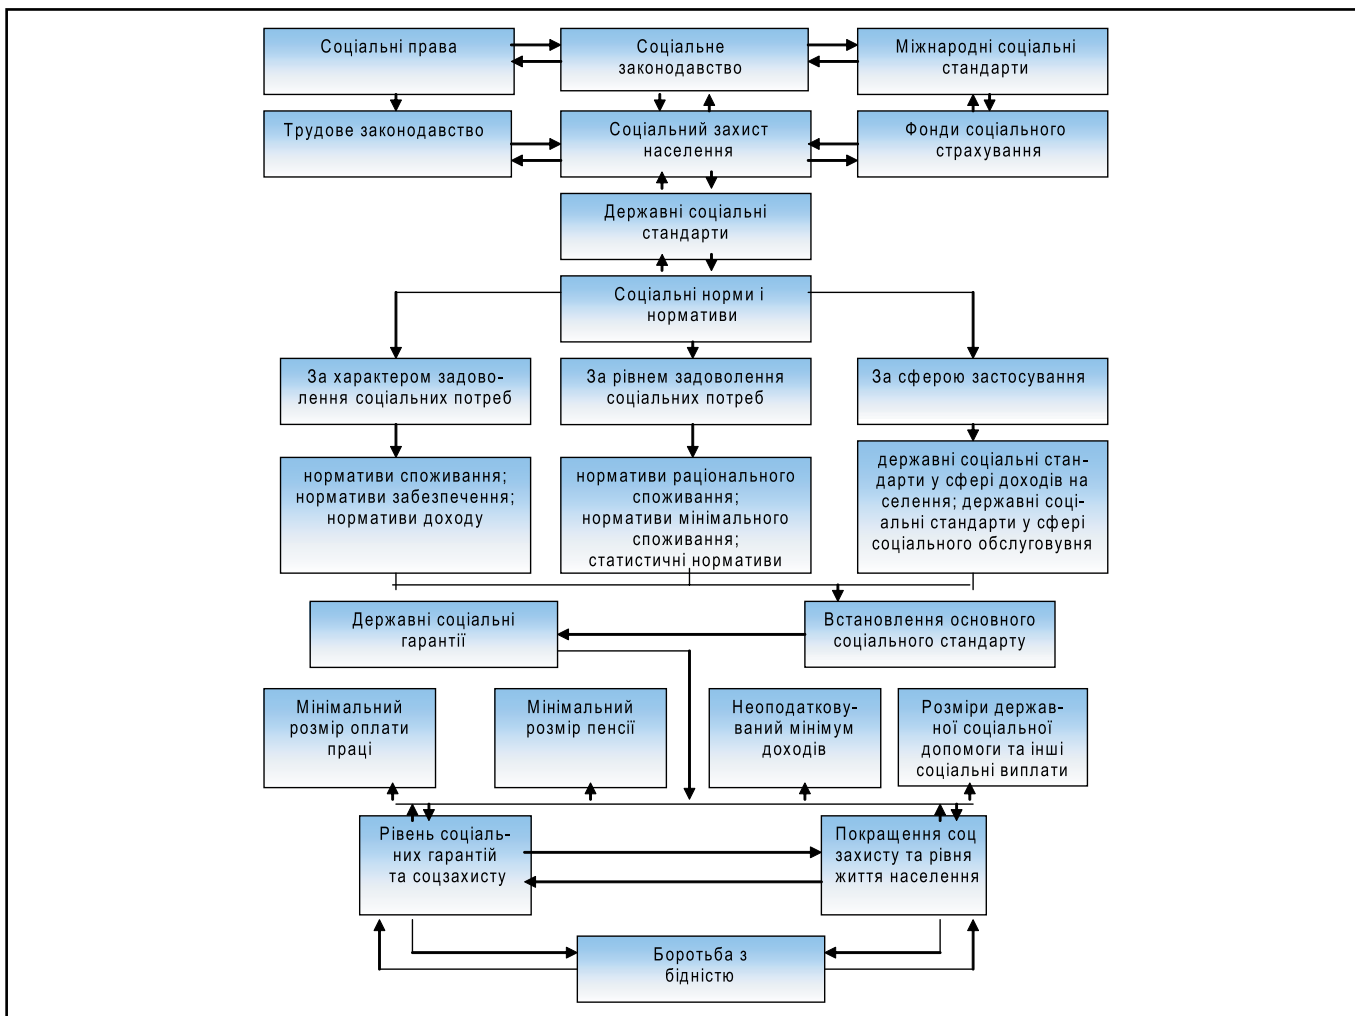 Соціальні права
Соціальне
законодавство
Міжнародні соціальні
стандарти
Трудове законодавство
Соціальний захист
населення
Фонди соціального
страхування
Державні соціальні
стандарти
Соціальні норми і
нормативи
За характером задово-
лення соціальних потреб
За рівнем задоволення
соціальних потреб
За сферою застосування
нормативи споживання;
нормативи забезпечення;
нормативи доходу
нормативи раціонального
споживання;
нормативи мінімального
споживання;
статистичні нормативи
державні соціальні стан-
дарти у сфері доходів на
селення; державні соці-
альні стандарти у сфері
соціального обслуговувня
Державні соціальні
гарантії
Встановлення основного
соціального стандарту
Мінімальний
розмір оплати
праці
Мінімальний
розмір пенсії
Неоподаткову-
ваний мінімум
доходів
Розміри держав-
ної соціальної
допомоги та інші
соціальні виплати
Рівень соціаль-
них гарантій
та соцзахисту
Покращення соц
захисту та рівня
життя населення
Боротьба з
бідністю